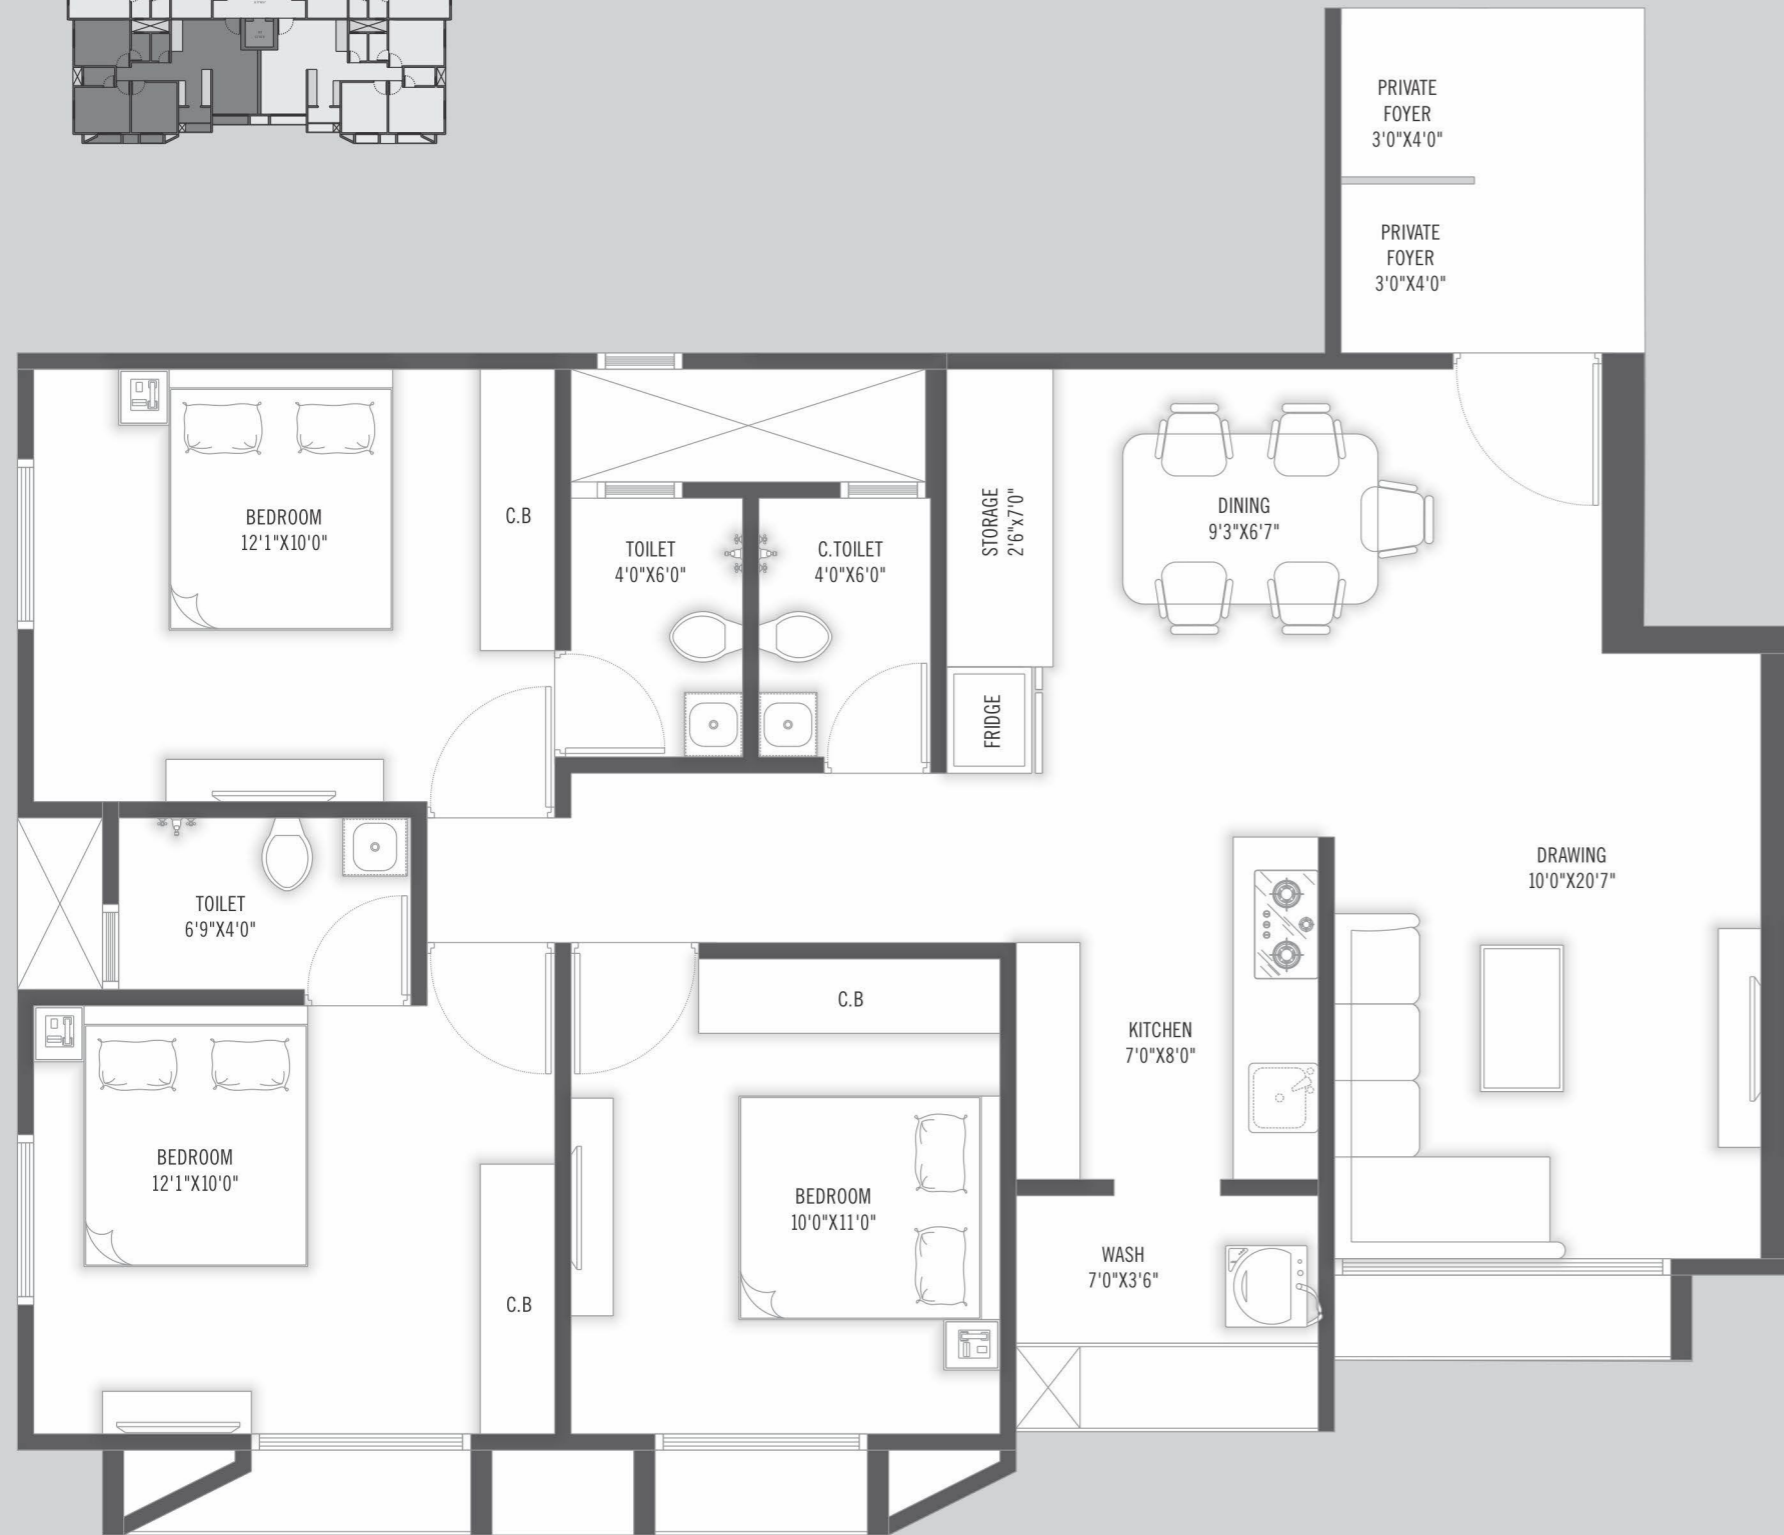 PRIVATE
FOYER
3'0"X4'0"
PRIVATE
FOYER
3'0"X4'0"
BEDROOM
12'1"X10'0"
C.B
TOILET
4'0"X6'0"
C.TOILET
4'0"X6'0"
STORAGE
2'6"x7'0"
DINING
9'3"X6'7"
FRIDGE
TOILET
6'9"X4'0"
DRAWING
10'0"X20'7"
C.B
KITCHEN
7'0"X8'0"
BEDROOM
12'1"X10'0"
BEDROOM
10'0"X11'0"
WASH
7'0"X3'6"
C.B